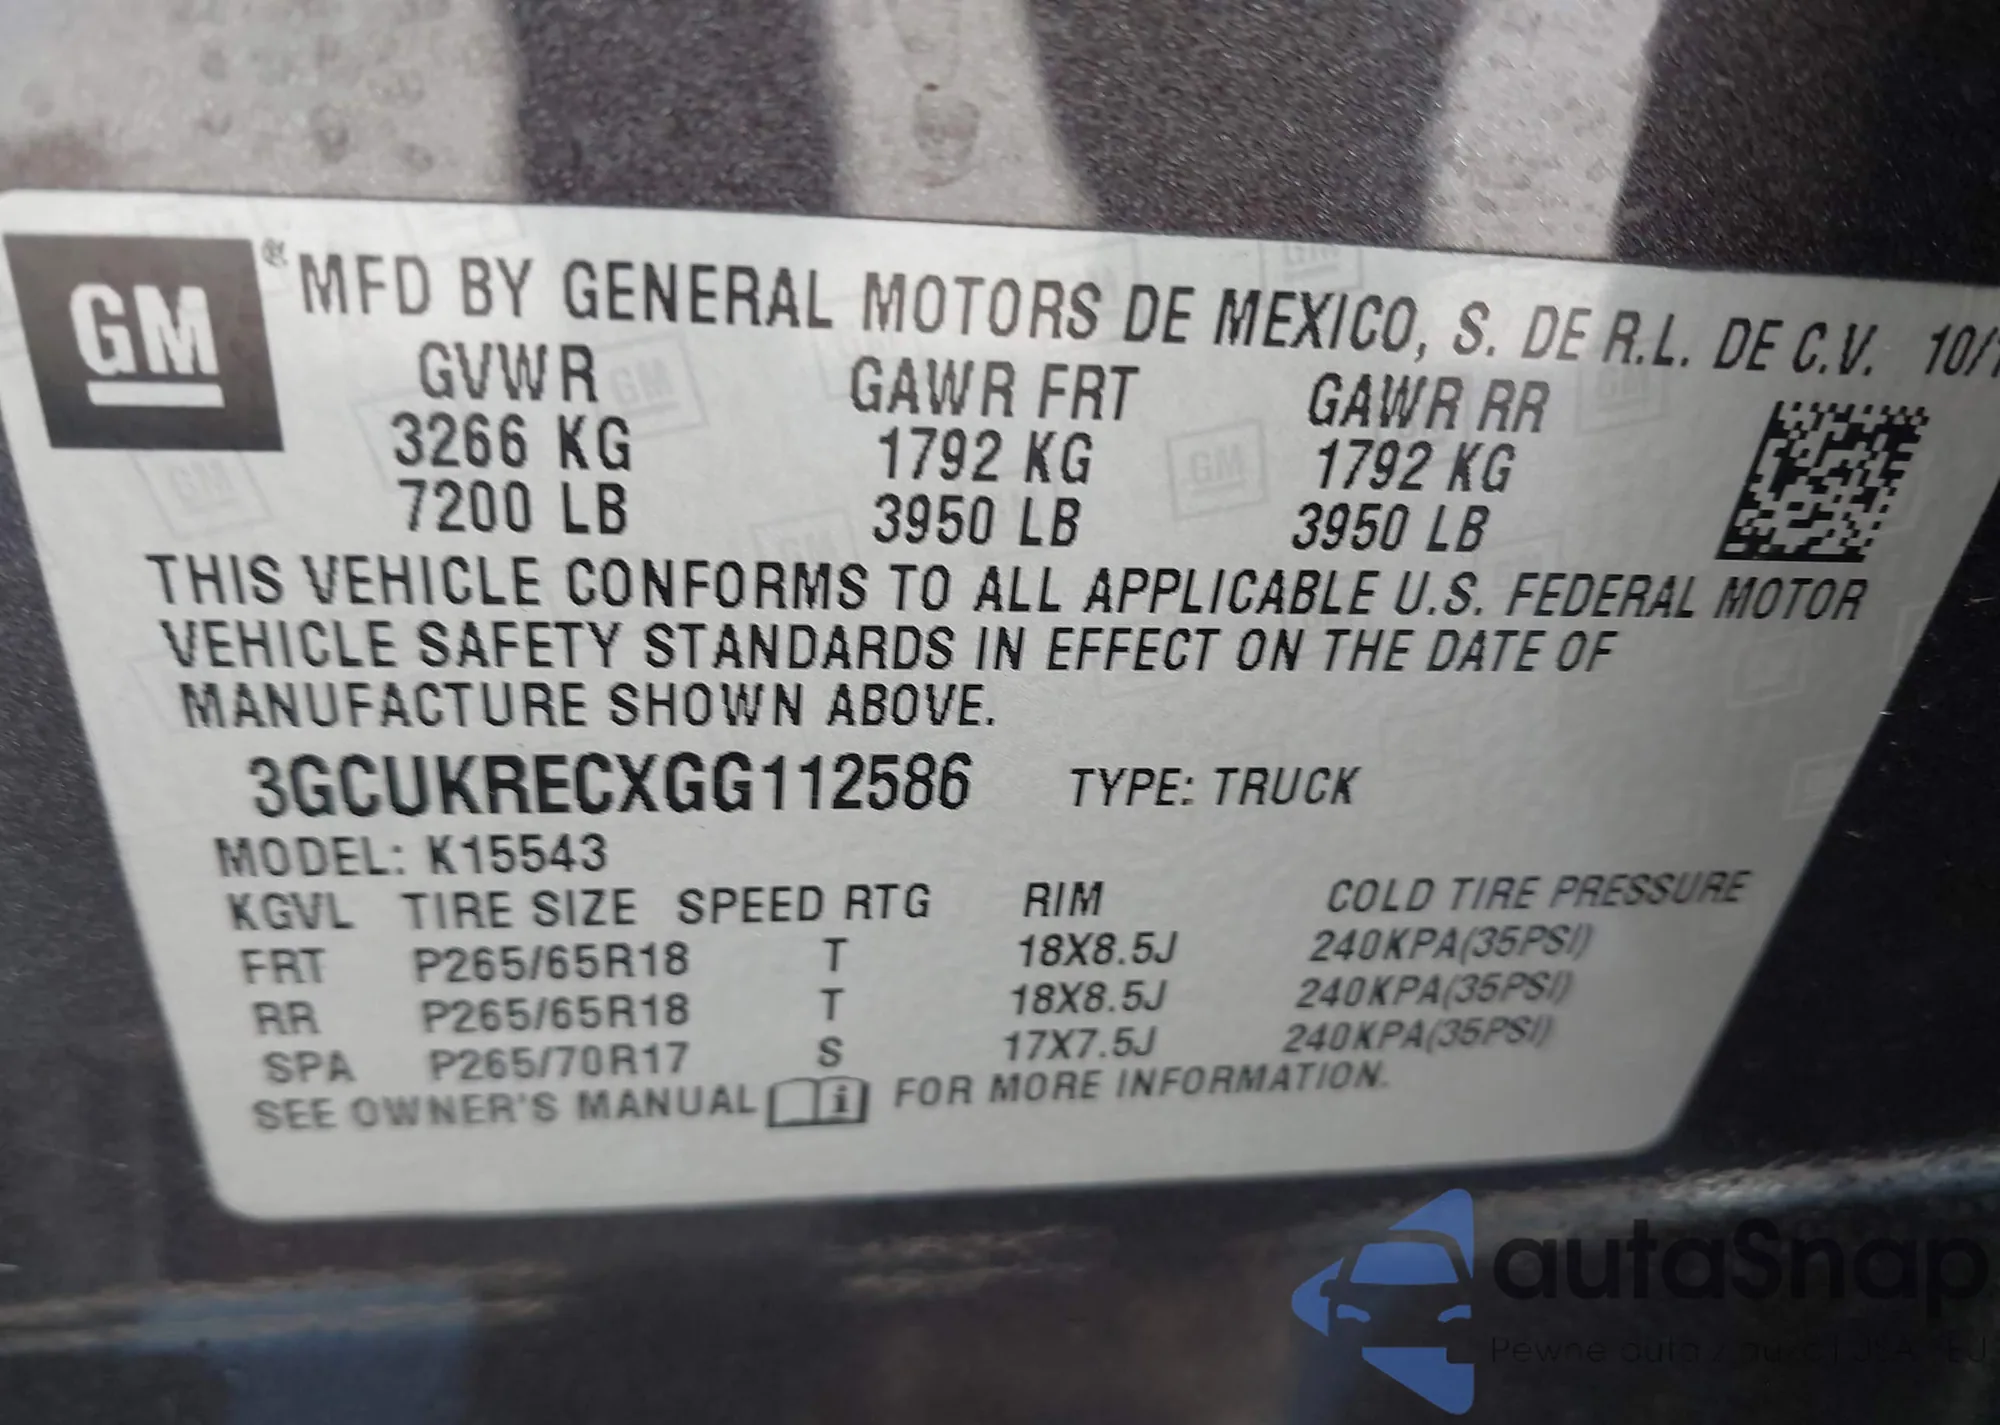 GM ® MFD BY GENERAL MOTORS DE MEXICO, S. DE R.L. DE C.V. 10/1
GVWR GAWR FRT GAWR RR
3266 KG 1792 KG 1792 KG
7200 LB 3950 LB 3950 LB
THIS VEHICLE CONFORMS TO ALL APPLICABLE U.S. FEDERAL MOTOR
VEHICLE SAFETY STANDARDS IN EFFECT ON THE DATE OF
MANUFACTURE SHOWN ABOVE.
3GCUKRECXGG112586 TYPE: TRUCK
MODEL: K15543
KGVL TIRE SIZE SPEED RTG RIM COLD TIRE PRESSURE
FRT P265/65R18 T 18X8.5J 240KPA(35PSI)
RR P265/65R18 T 18X8.5J 240KPA(35PSI)
SPA P265/70R17 S 17X7.5J 240KPA(35PSI)
SEE OWNER'S MANUAL i FOR MORE INFORMATION.
autaSnap
Pewne auta z